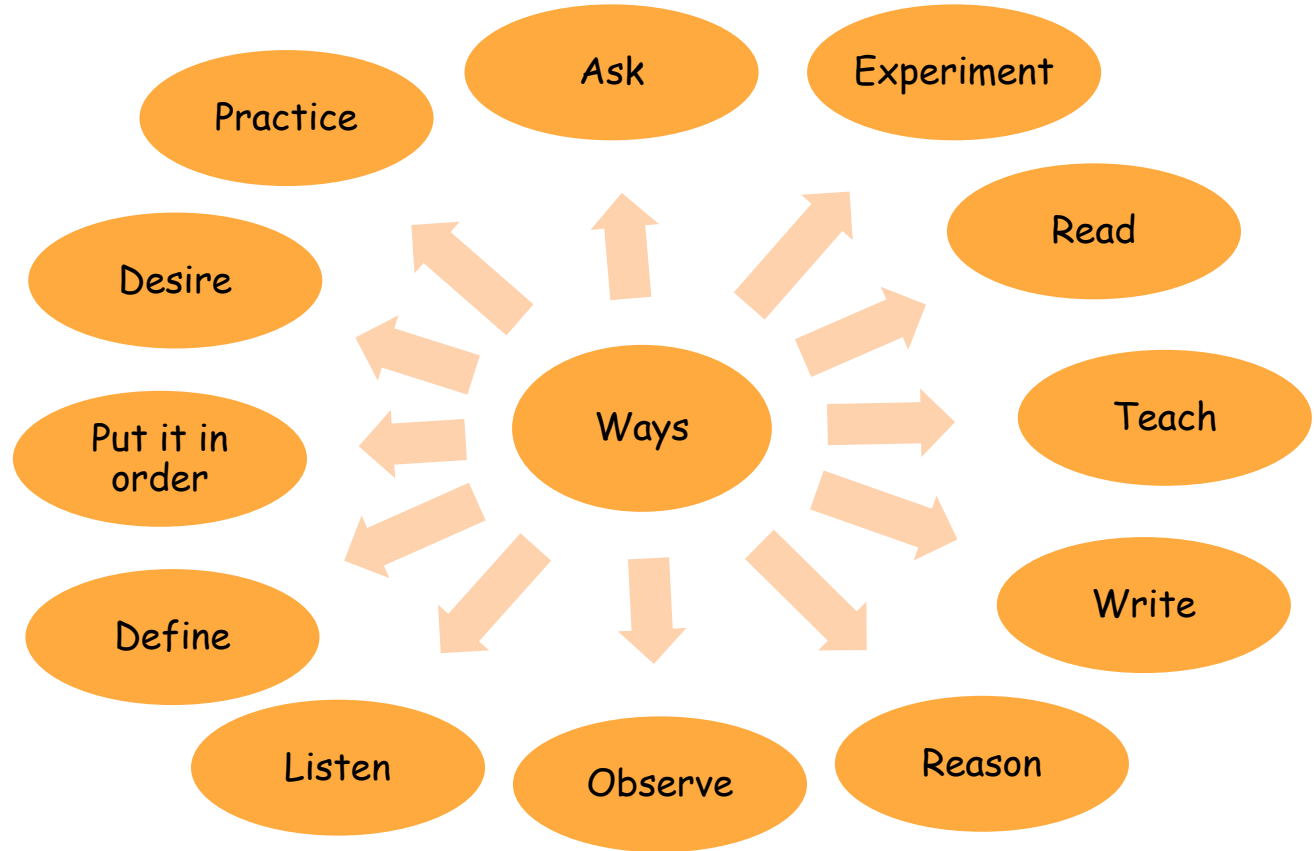 Ask
Experiment
Practice
Read
Desire
Ways
Teach
Put it in
order
Write
Define
Listen
Observe
Reason